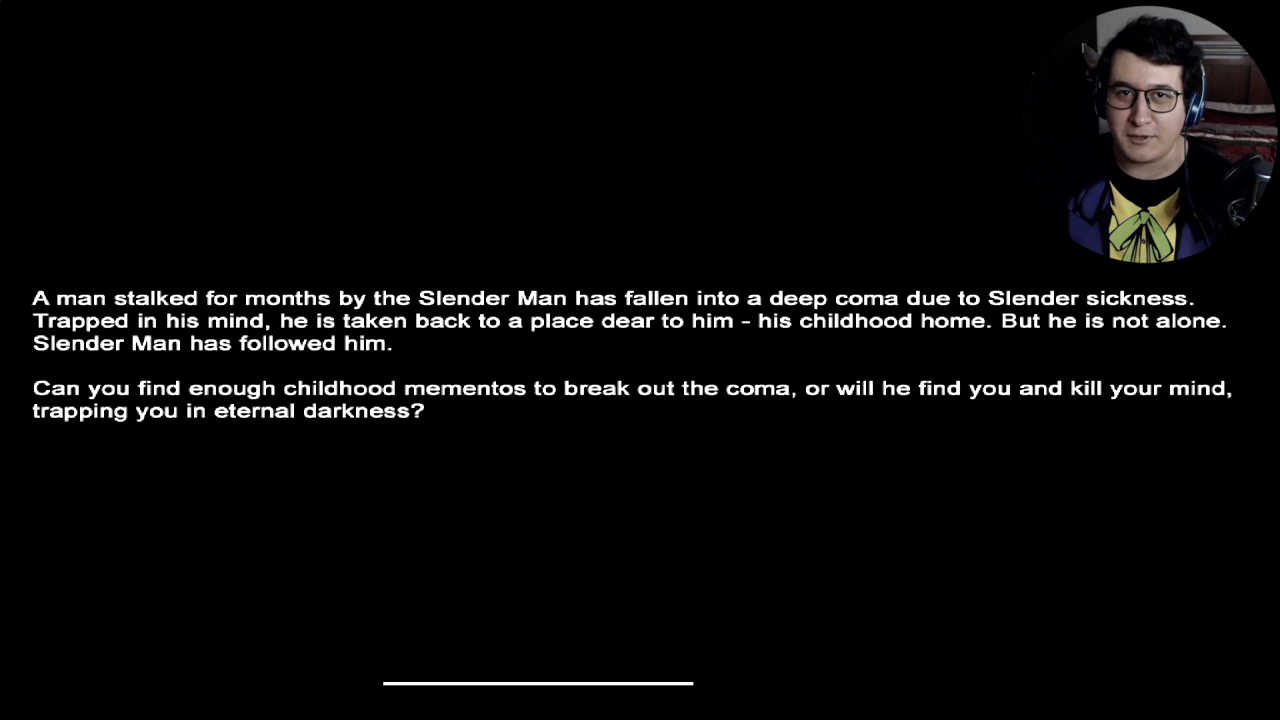 A man stalked for months by the Slender Man has fallen into a deep coma due to Slender sickness.
Trapped in his mind, he is taken back to a place dear to him - his childhood home. But he is not alone.
Slender Man has followed him.
Can you find enough childhood mementos to break out the coma, or will he find you and kill your mind,
trapping you in eternal darkness?